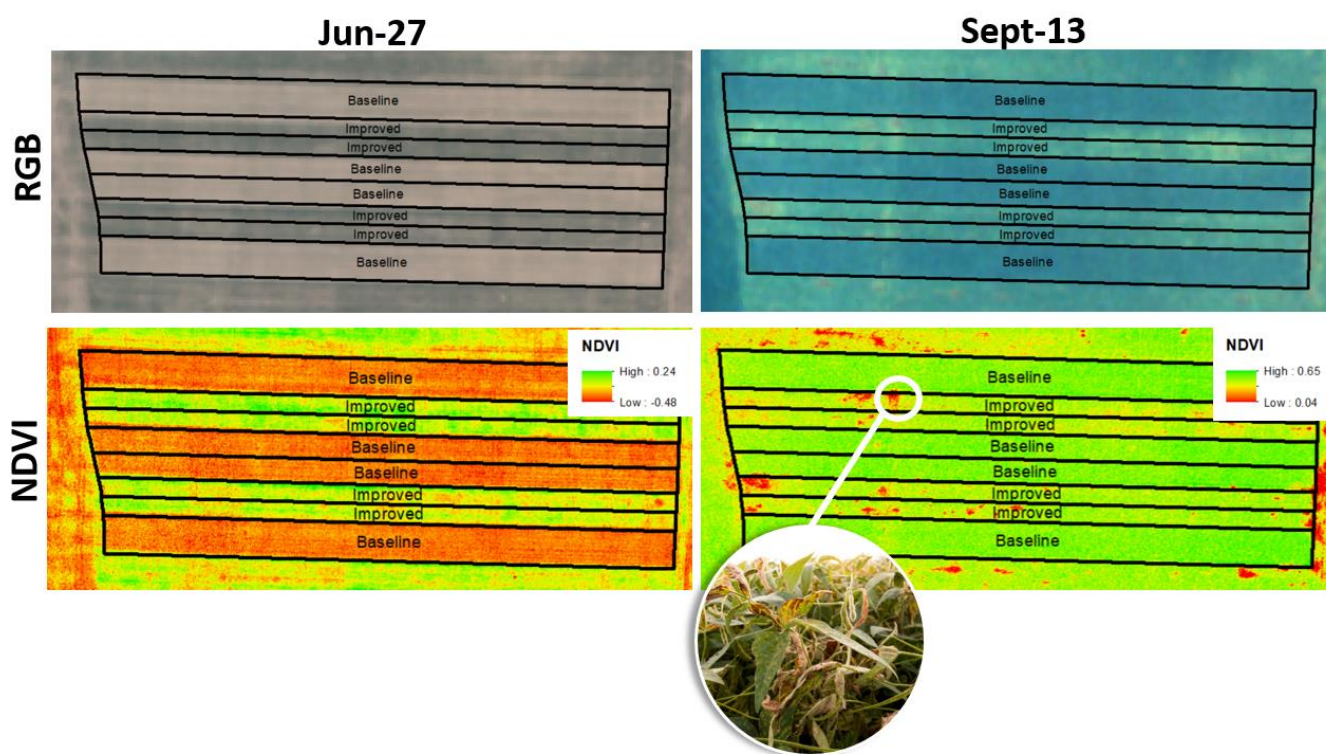 Jun-27
Sept-13
RGB
Baseline
Improved
Improved
Baseline
Baseline
Improved
Improved
Baseline
Baseline
Improved
Improved
Baseline
Baseline
Improved
Improved
Baseline
NDVI
NDVI
High : 0.24
Low : -0.48
Baseline
Improved
Improved
Baseline
Baseline
Improved
Improved
Baseline
NDVI
High : 0.65
Low : 0.04
Baseline
Improved
Improved
Baseline
Baseline
Improved
Improved
Baseline